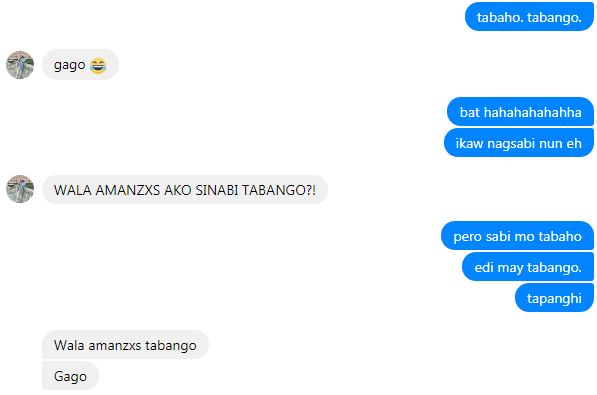 tabaho. tabango.
gago 😂
bat hahahahahahha
ikaw nagsabi nun eh
WALA AMANZXS AKO SINABI TABANGO?!
pero sabi mo tabaho
edi may tabango.
tapanghi
Wala amanzxs tabango
Gago